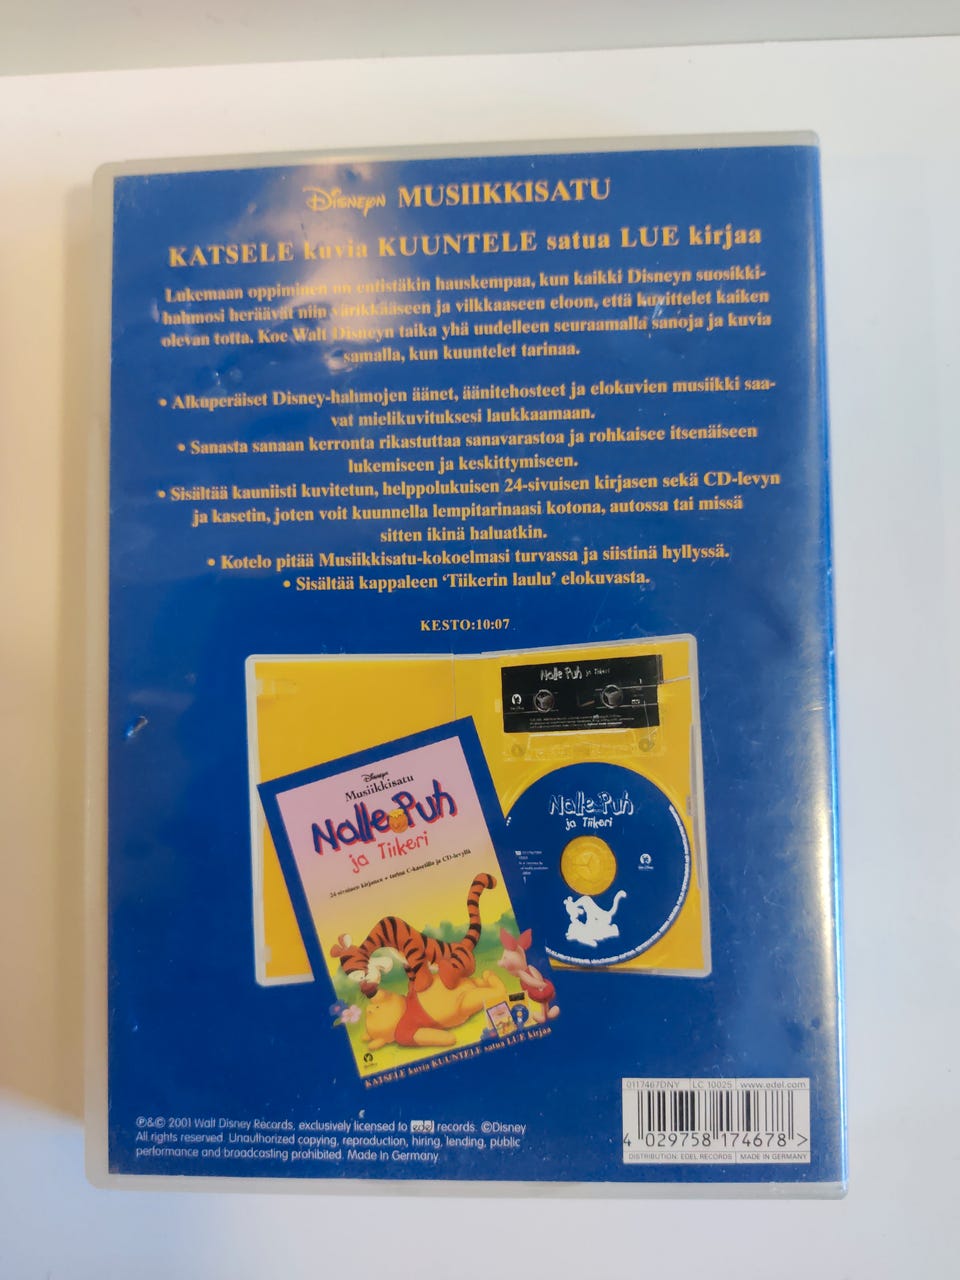 Disneyn MUSIIKKISATU
KATSELE kuvia KUUNTELE satua LUE kirjaa
Lukemaan oppiminen on entistäkin hauskempaa, kun kaikki Disneyn suosikki-
hahmosi heräävät niin värikkääseen ja vilkkaaseen eloon, että kuvittelet kaiken
olevan totta. Koe Walt Disneyn taika yhä uudelleen seuraamalla sanoja ja kuvia
samalla, kun kuuntelet tarinaa.
• Alkuperäiset Disney-hahmojen äänet, äänitehosteet ja elokuvien musiikki saa-
vat mielikuvituksesi laukkaamaan.
• Sanasta sanaan kerronta rikastuttaa sanavarastoa ja rohkaisee itsenäiseen
lukemiseen ja keskittymiseen.
• Sisältää kauniisti kuvitetun, helppolukuisen 24-sivuisen kirjasen sekä CD-levyn
ja kasetin, joten voit kuunnella lempitarinaasi kotona, autossa tai missä
sitten ikinä haluatkin.
• Kotelo pitää Musiikkisatu-kokoelmasi turvassa ja siistinä hyllyssä.
• Sisältää kappaleen 'Tiikerin laulu' elokuvasta.
KESTO:10:07
Nalle Puh ja Tiikeri
Disneyn
Musiikkisatu
Nalle Puh
ja Tiikeri
24-sivuinen kirjanen • tarina C-kasetilla ja CD-levyllä
KATSELE kuvia KUUNTELE satua LUE kirjaa
Nalle Puh
ja Tiikeri
0117467DNY LC 10025 www.edel.com
4 029758 174678 >
DISTRIBUTION: EDEL RECORDS MADE IN GERMANY
℗&© 2001 Walt Disney Records, exclusively licensed to edel records. ©Disney
All rights reserved. Unauthorized copying, reproduction, hiring, lending, public
performance and broadcasting prohibited. Made In Germany